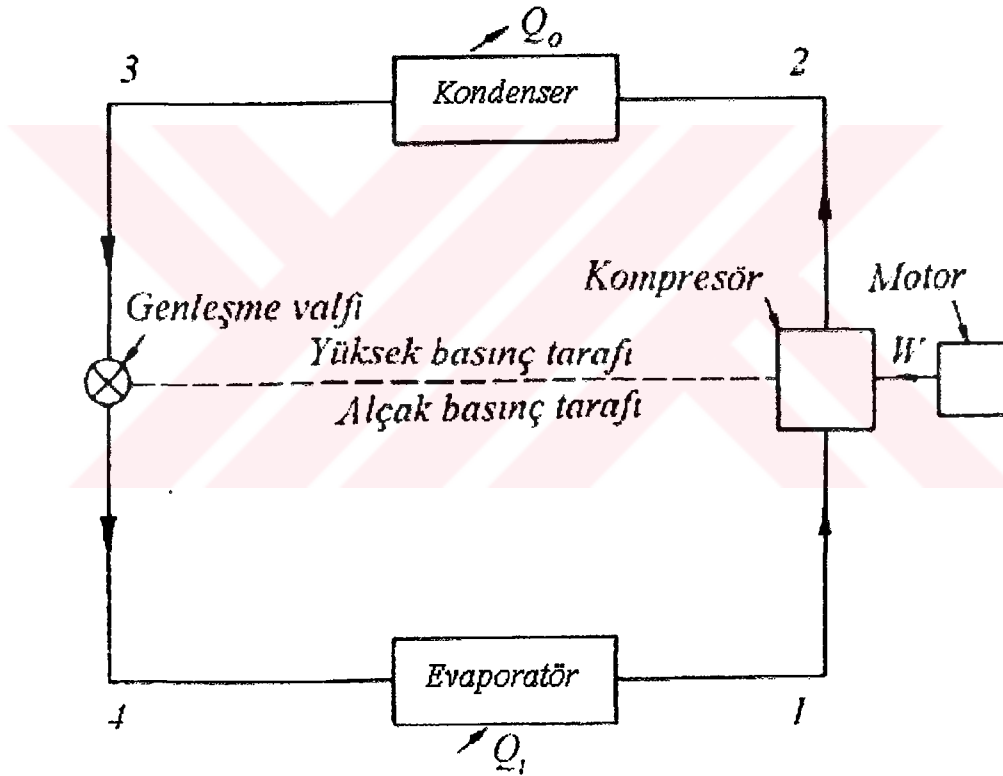 Q_o
3
Kondenser
2
Genleşme valfi
Kompresör
Motor
Yüksek basınç tarafı
W
Alçak basınç tarafı
4
Evaporatör
1
Q_i